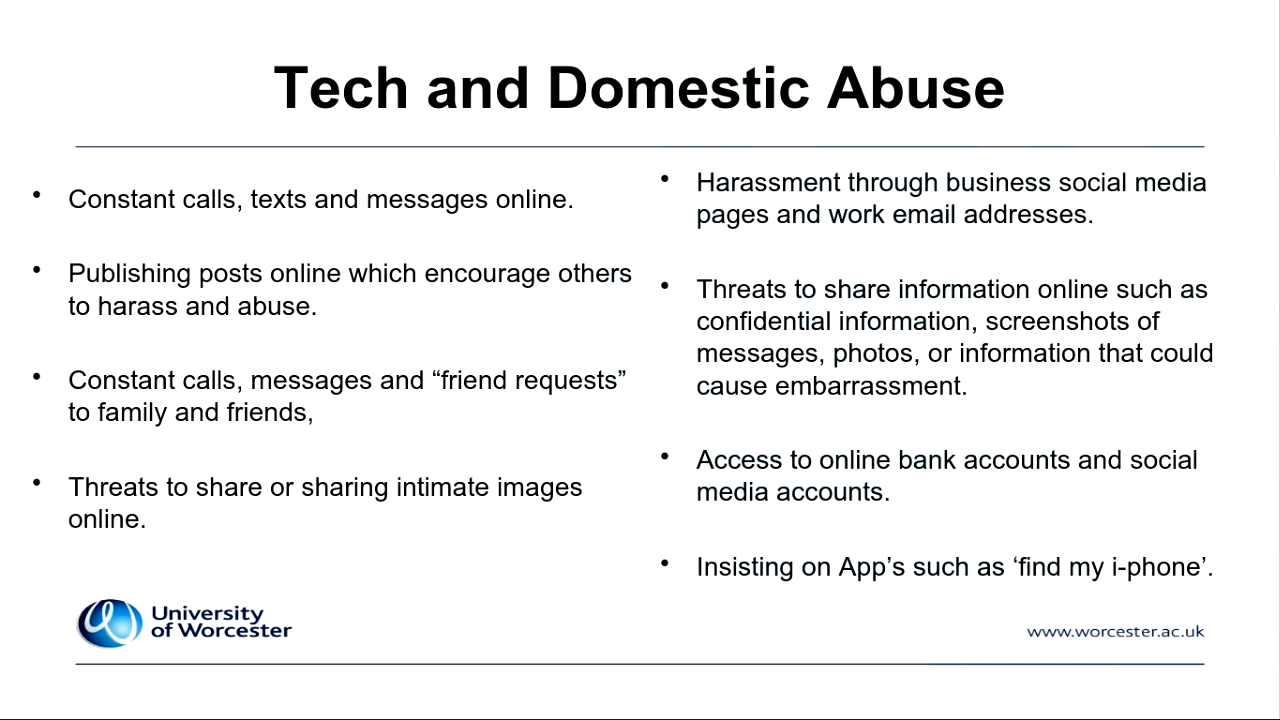 Tech and Domestic Abuse
• Constant calls, texts and messages online.
• Publishing posts online which encourage others
to harass and abuse.
• Constant calls, messages and “friend requests”
to family and friends,
• Threats to share or sharing intimate images
online.
• Harassment through business social media
pages and work email addresses.
• Threats to share information online such as
confidential information, screenshots of
messages, photos, or information that could
cause embarrassment.
• Access to online bank accounts and social
media accounts.
• Insisting on App’s such as ‘find my i-phone’.
University
of Worcester
www.worcester.ac.uk